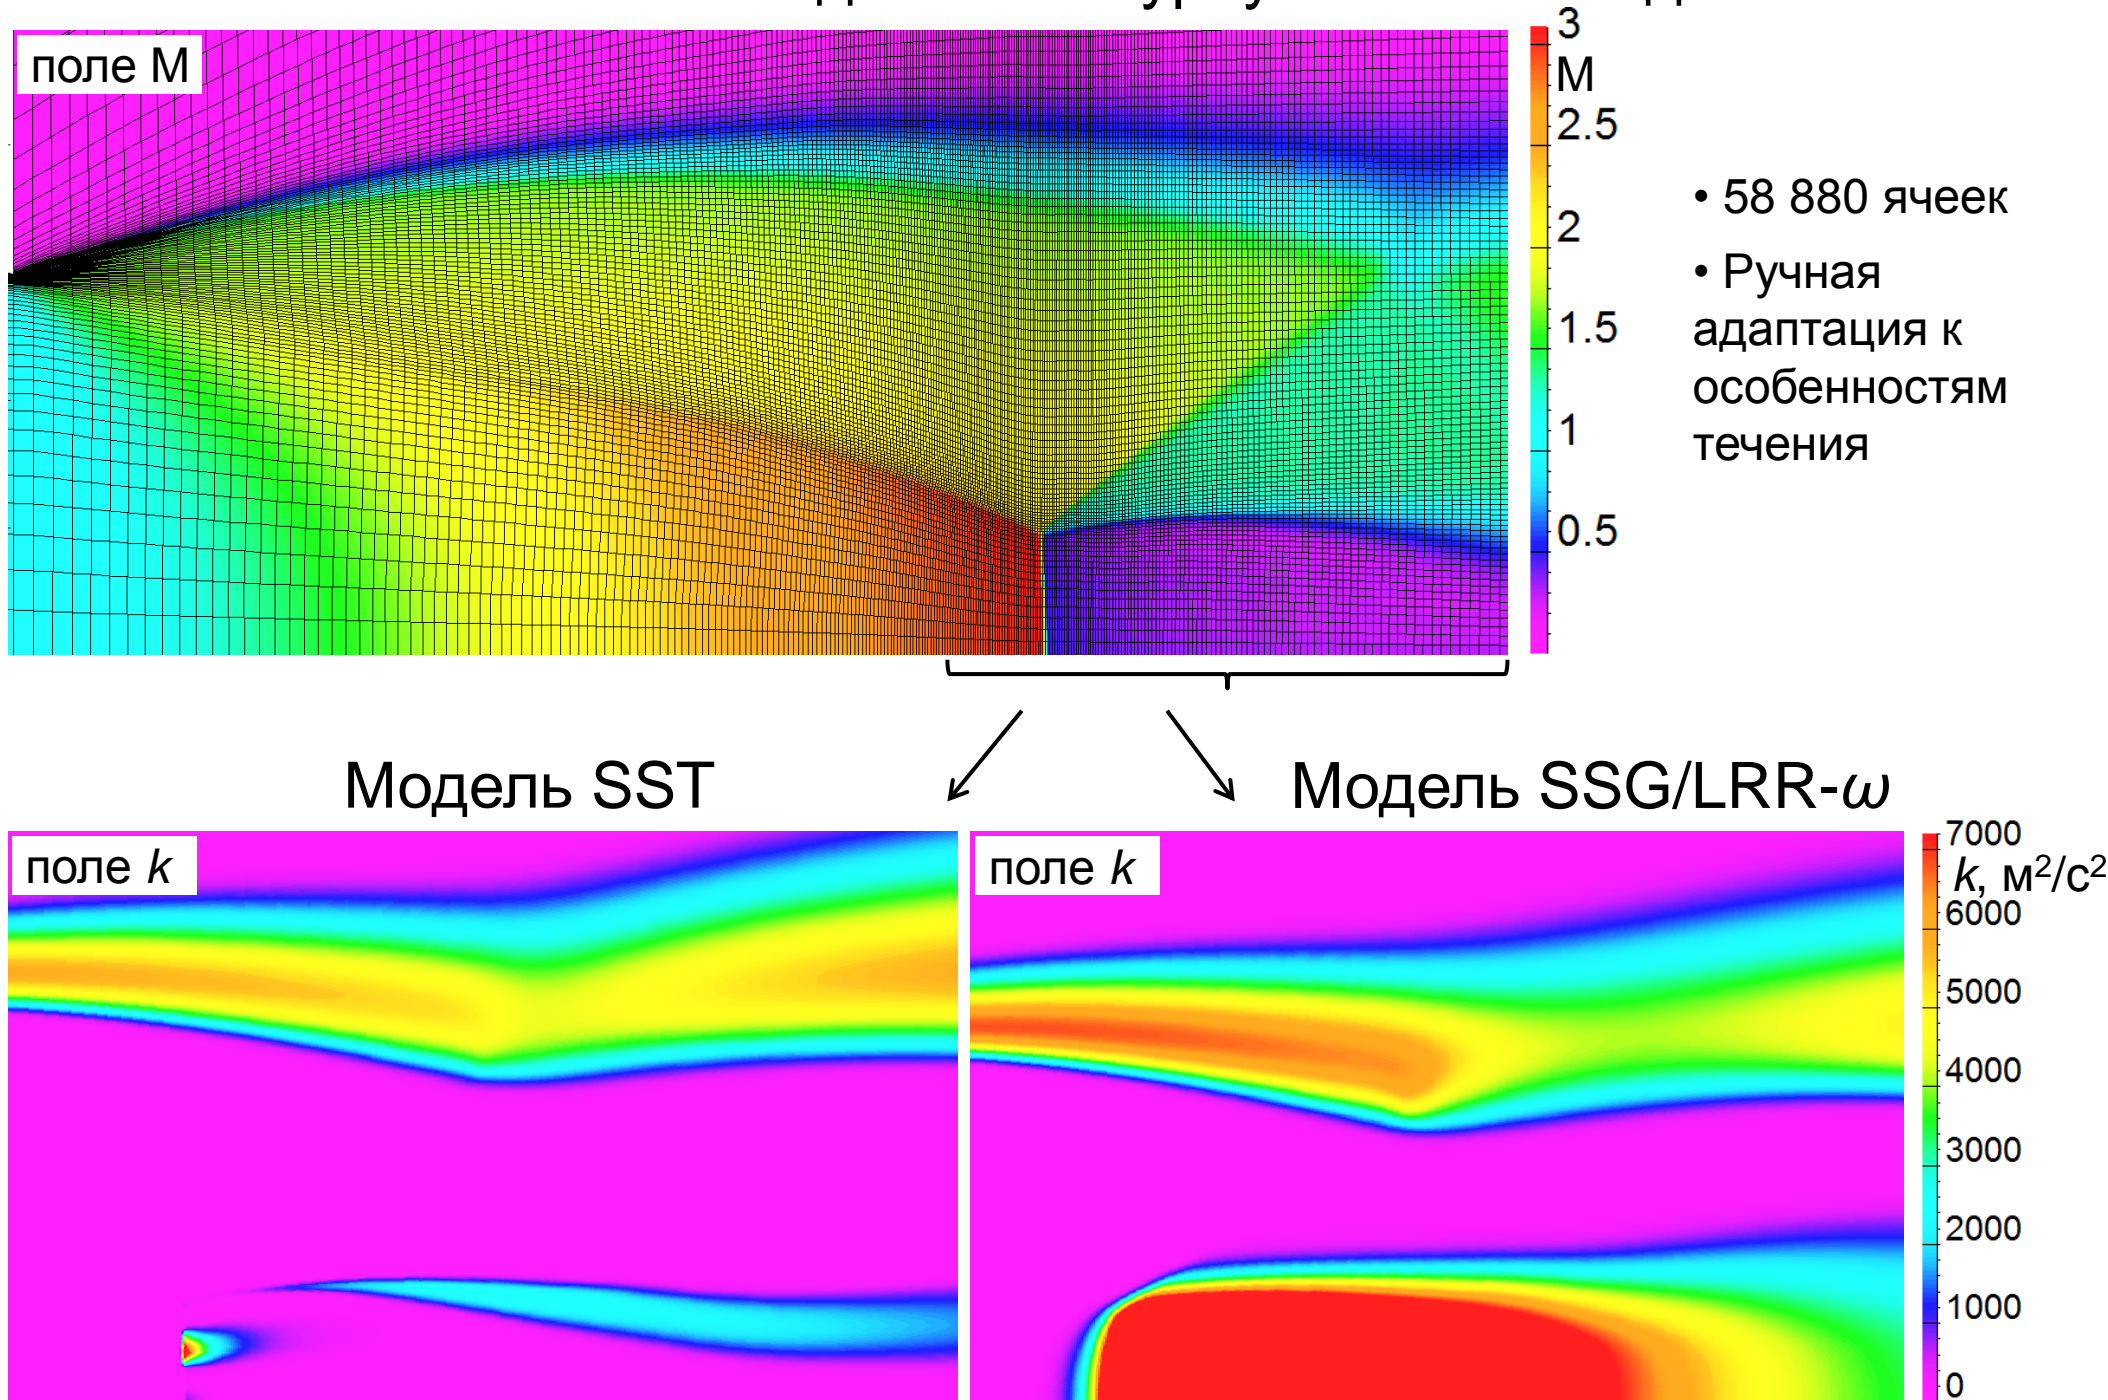 поле М
3
М
2.5
2
1.5
1
0.5
• 58 880 ячеек
• Ручная
адаптация к
особенностям
течения
Модель SST
Модель SSG/LRR-ω
поле k
поле k
7000
k, м²/с²
6000
5000
4000
3000
2000
1000
0